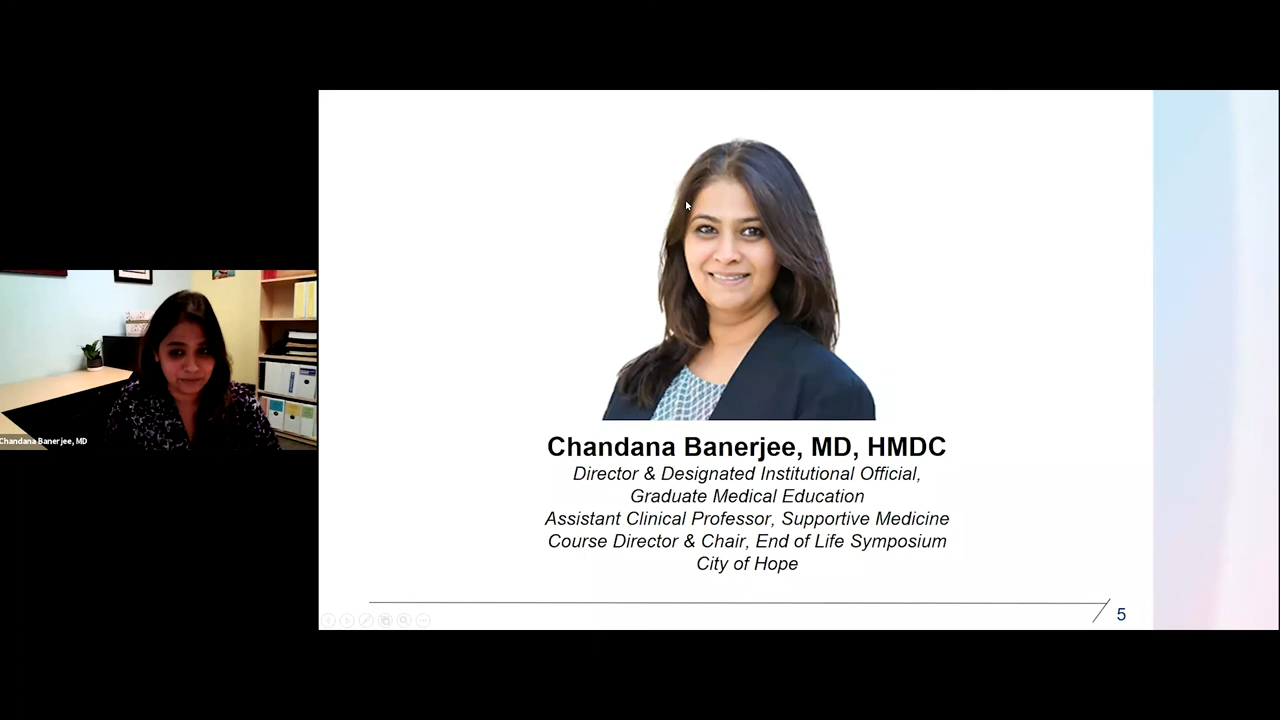 Chandana Banerjee, MD
Chandana Banerjee, MD, HMDC
Director & Designated Institutional Official,
Graduate Medical Education
Assistant Clinical Professor, Supportive Medicine
Course Director & Chair, End of Life Symposium
City of Hope
5